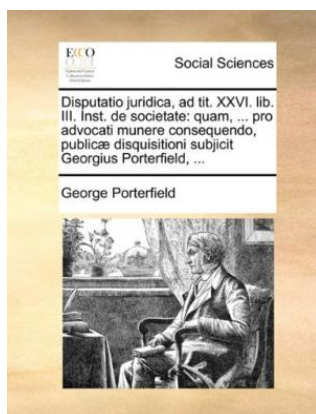 ECCO
Social Sciences
Disputatio juridica, ad tit. XXVI. lib.
III. Inst. de societate: quam, ... pro
advocati munere consequendo,
publicæ disquisitioni subjicit
Georgius Porterfield, ...
George Porterfield